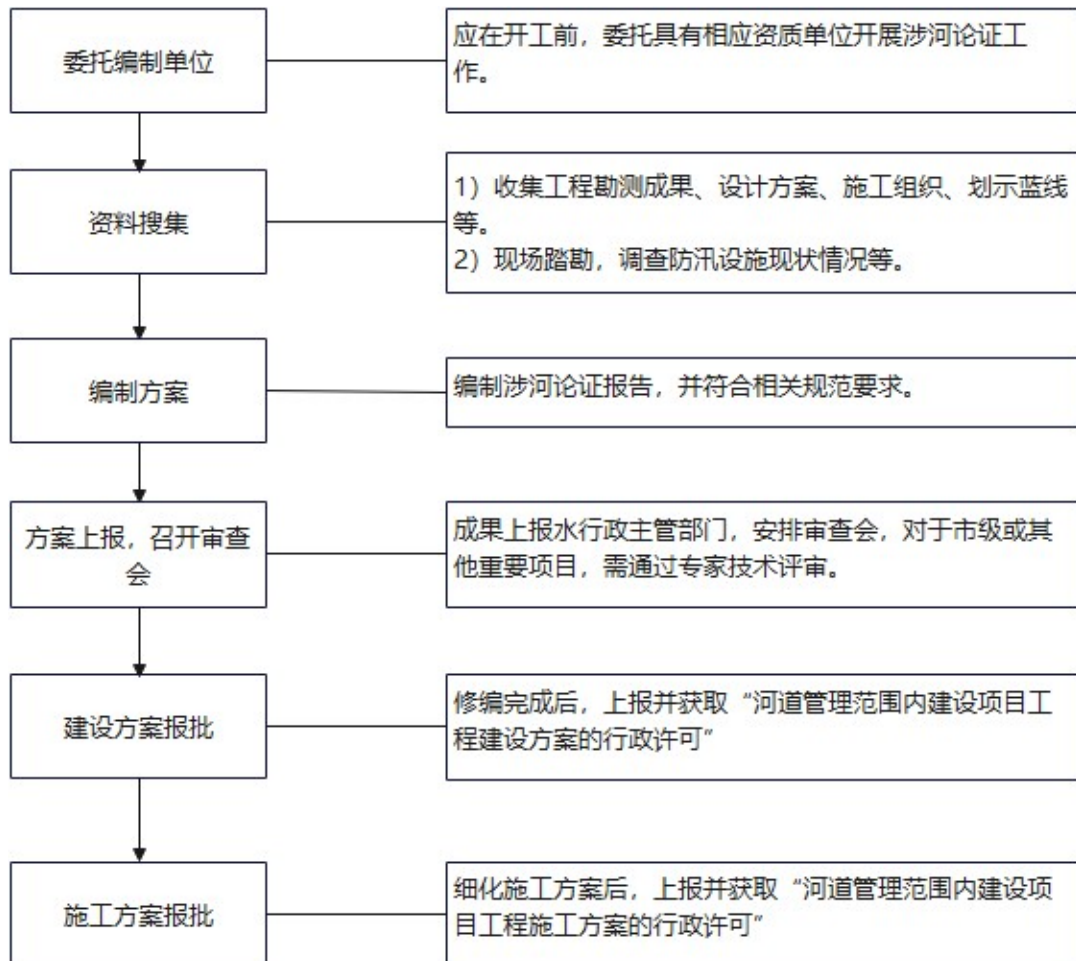 委托编制单位
应在开工前，委托具有相应资质单位开展涉河论证工
作。
资料搜集
1）收集工程勘测成果、设计方案、施工组织、划示蓝线
等。
2）现场踏勘，调查防汛设施现状情况等。
编制方案
编制涉河论证报告，并符合相关规范要求。
方案上报，召开审查
会
成果上报水行政主管部门，安排审查会，对于市级或其
他重要项目，需通过专家技术评审。
建设方案报批
修编完成后，上报并获取“河道管理范围内建设项目工
程建设方案的行政许可”
施工方案报批
细化施工方案后，上报并获取“河道管理范围内建设项
目工程施工方案的行政许可”